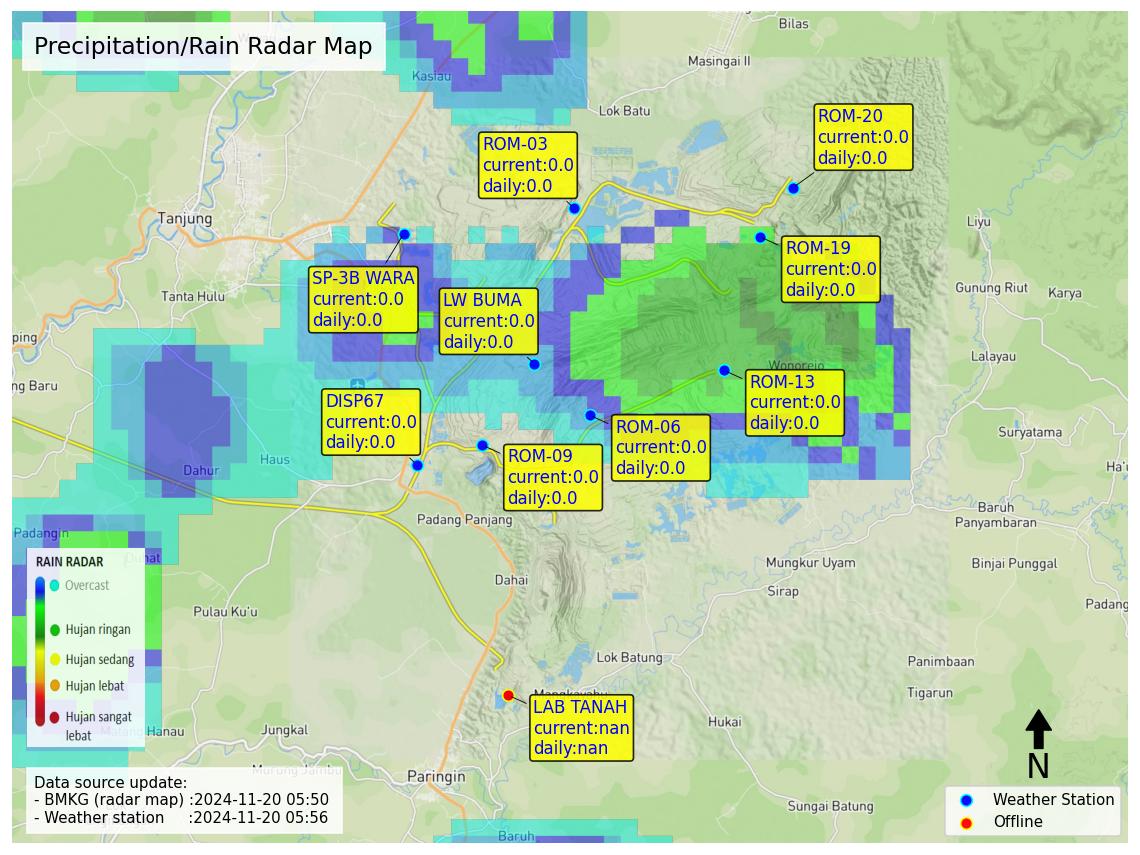 Precipitation/Rain Radar Map
Bilas
Masingai II
Kasiau
Lok Batu
ROM-20
current:0.0
daily:0.0
ROM-03
current:0.0
daily:0.0
Tanjung
Liyu
ROM-19
current:0.0
daily:0.0
SP-3B WARA
current:0.0
daily:0.0
Tanta Hulu
LW BUMA
current:0.0
daily:0.0
Gunung Riut
Karya
ping
Lalayau
Wonorejo
ng Baru
ROM-13
current:0.0
daily:0.0
DISP67
current:0.0
daily:0.0
ROM-06
current:0.0
daily:0.0
Suryatama
Haus
Dahur
ROM-09
current:0.0
daily:0.0
Ha'u
Padang Panjang
Baruh
Panyambaran
Padangin
RAIN RADAR
Overcast
Hujan ringan
Hujan sedang
Hujan lebat
Hujan sangat
lebat
Mungkur Uyam
Binjai Punggal
Dahai
Sirap
Padang
Pulau Ku'u
Lok Batung
Panimbaan
Tigarun
LAB TANAH
current:nan
daily:nan
Hukai
Hanau
Jungkal
Paringin
N
Data source update:
- BMKG (radar map) :2024-11-20 05:50
- Weather station :2024-11-20 05:56
Sungai Batung
Weather Station
Offline
Baruh